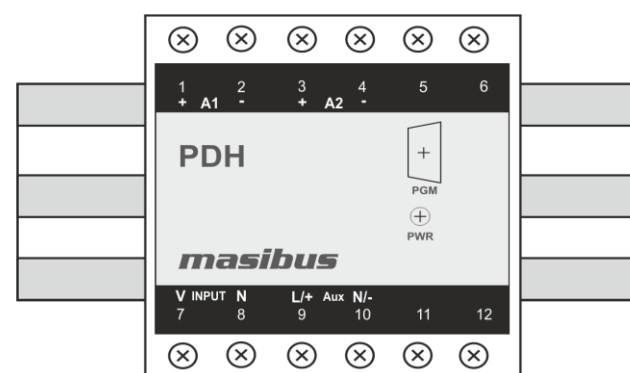 1 2 3 4 5 6
+ A1 - + A2 -
PDH
PGM
PWR
masibus
V INPUT N L/+ Aux N/-
7 8 9 10 11 12